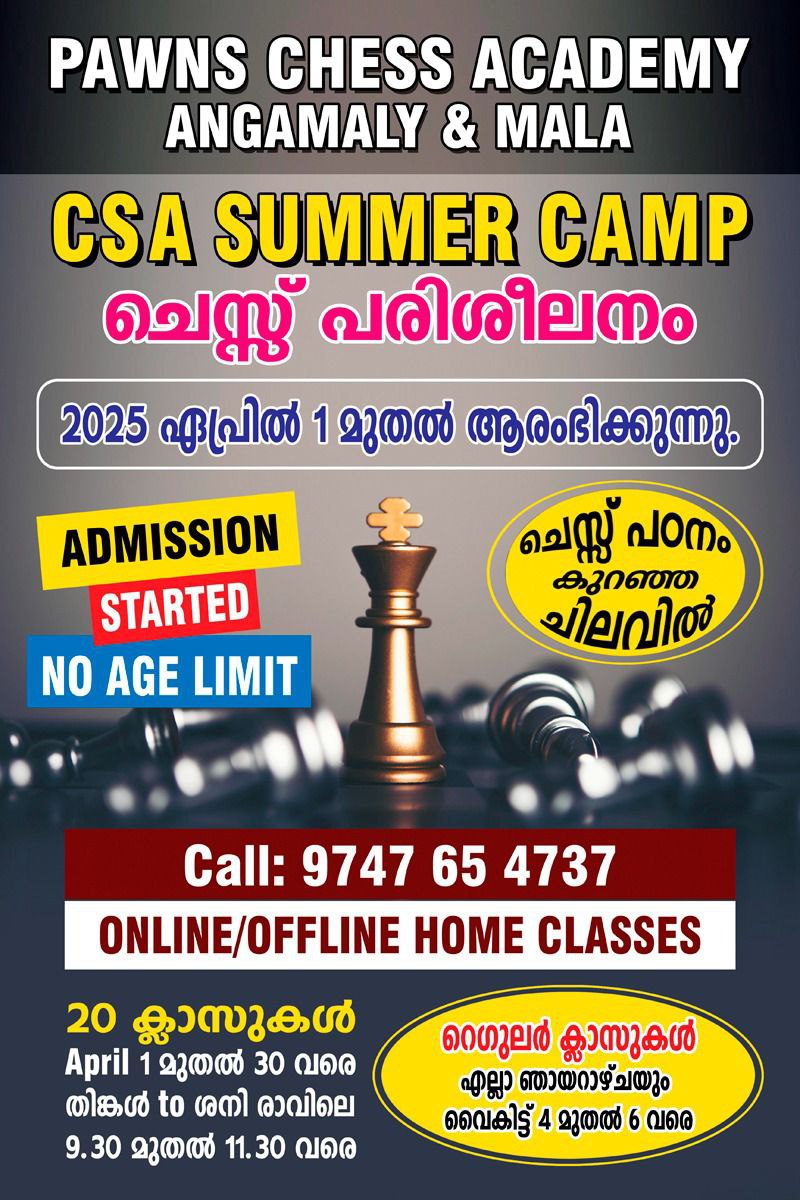 PAWNS CHESS ACADEMY
ANGAMALY & MALA
CSA SUMMER CAMP
ചെസ്സ് പരിശീലനം
2025 ഏപ്രിൽ 1 മുതൽ ആരംഭിക്കുന്നു.
ADMISSION
STARTED
NO AGE LIMIT
ചെസ്സ് പഠനം
കുറഞ്ഞ
ചിലവിൽ
Call: 9747 65 4737
ONLINE/OFFLINE HOME CLASSES
20 ക്ലാസുകൾ
April 1 മുതൽ 30 വരെ
തിങ്കൾ to ശനി രാവിലെ
9.30 മുതൽ 11.30 വരെ
റെഗുലർ ക്ലാസുകൾ
എല്ലാ ഞായറാഴ്ചയും
വൈകിട്ട് 4 മുതൽ 6 വരെ